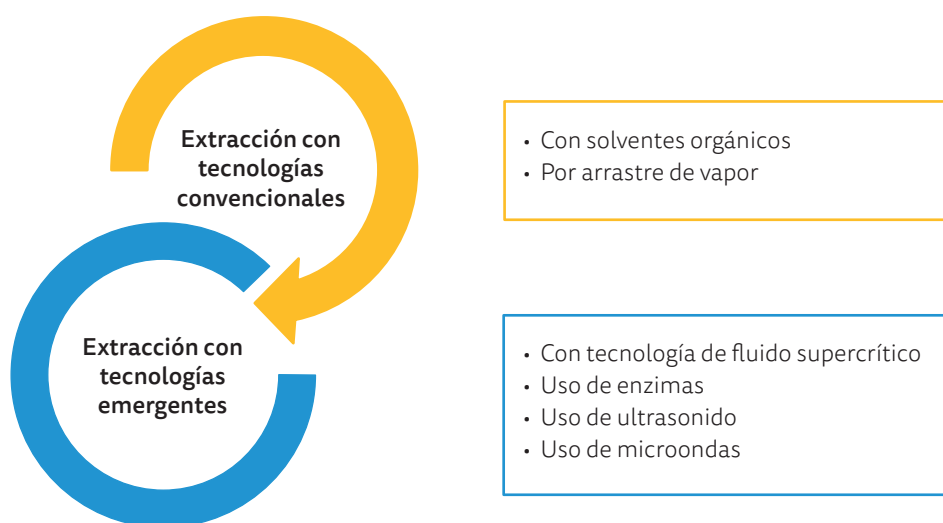 Extracción con
tecnologías
convencionales
• Con solventes orgánicos
• Por arrastre de vapor
Extracción con
tecnologías
emergentes
• Con tecnología de fluido supercrítico
• Uso de enzimas
• Uso de ultrasonido
• Uso de microondas